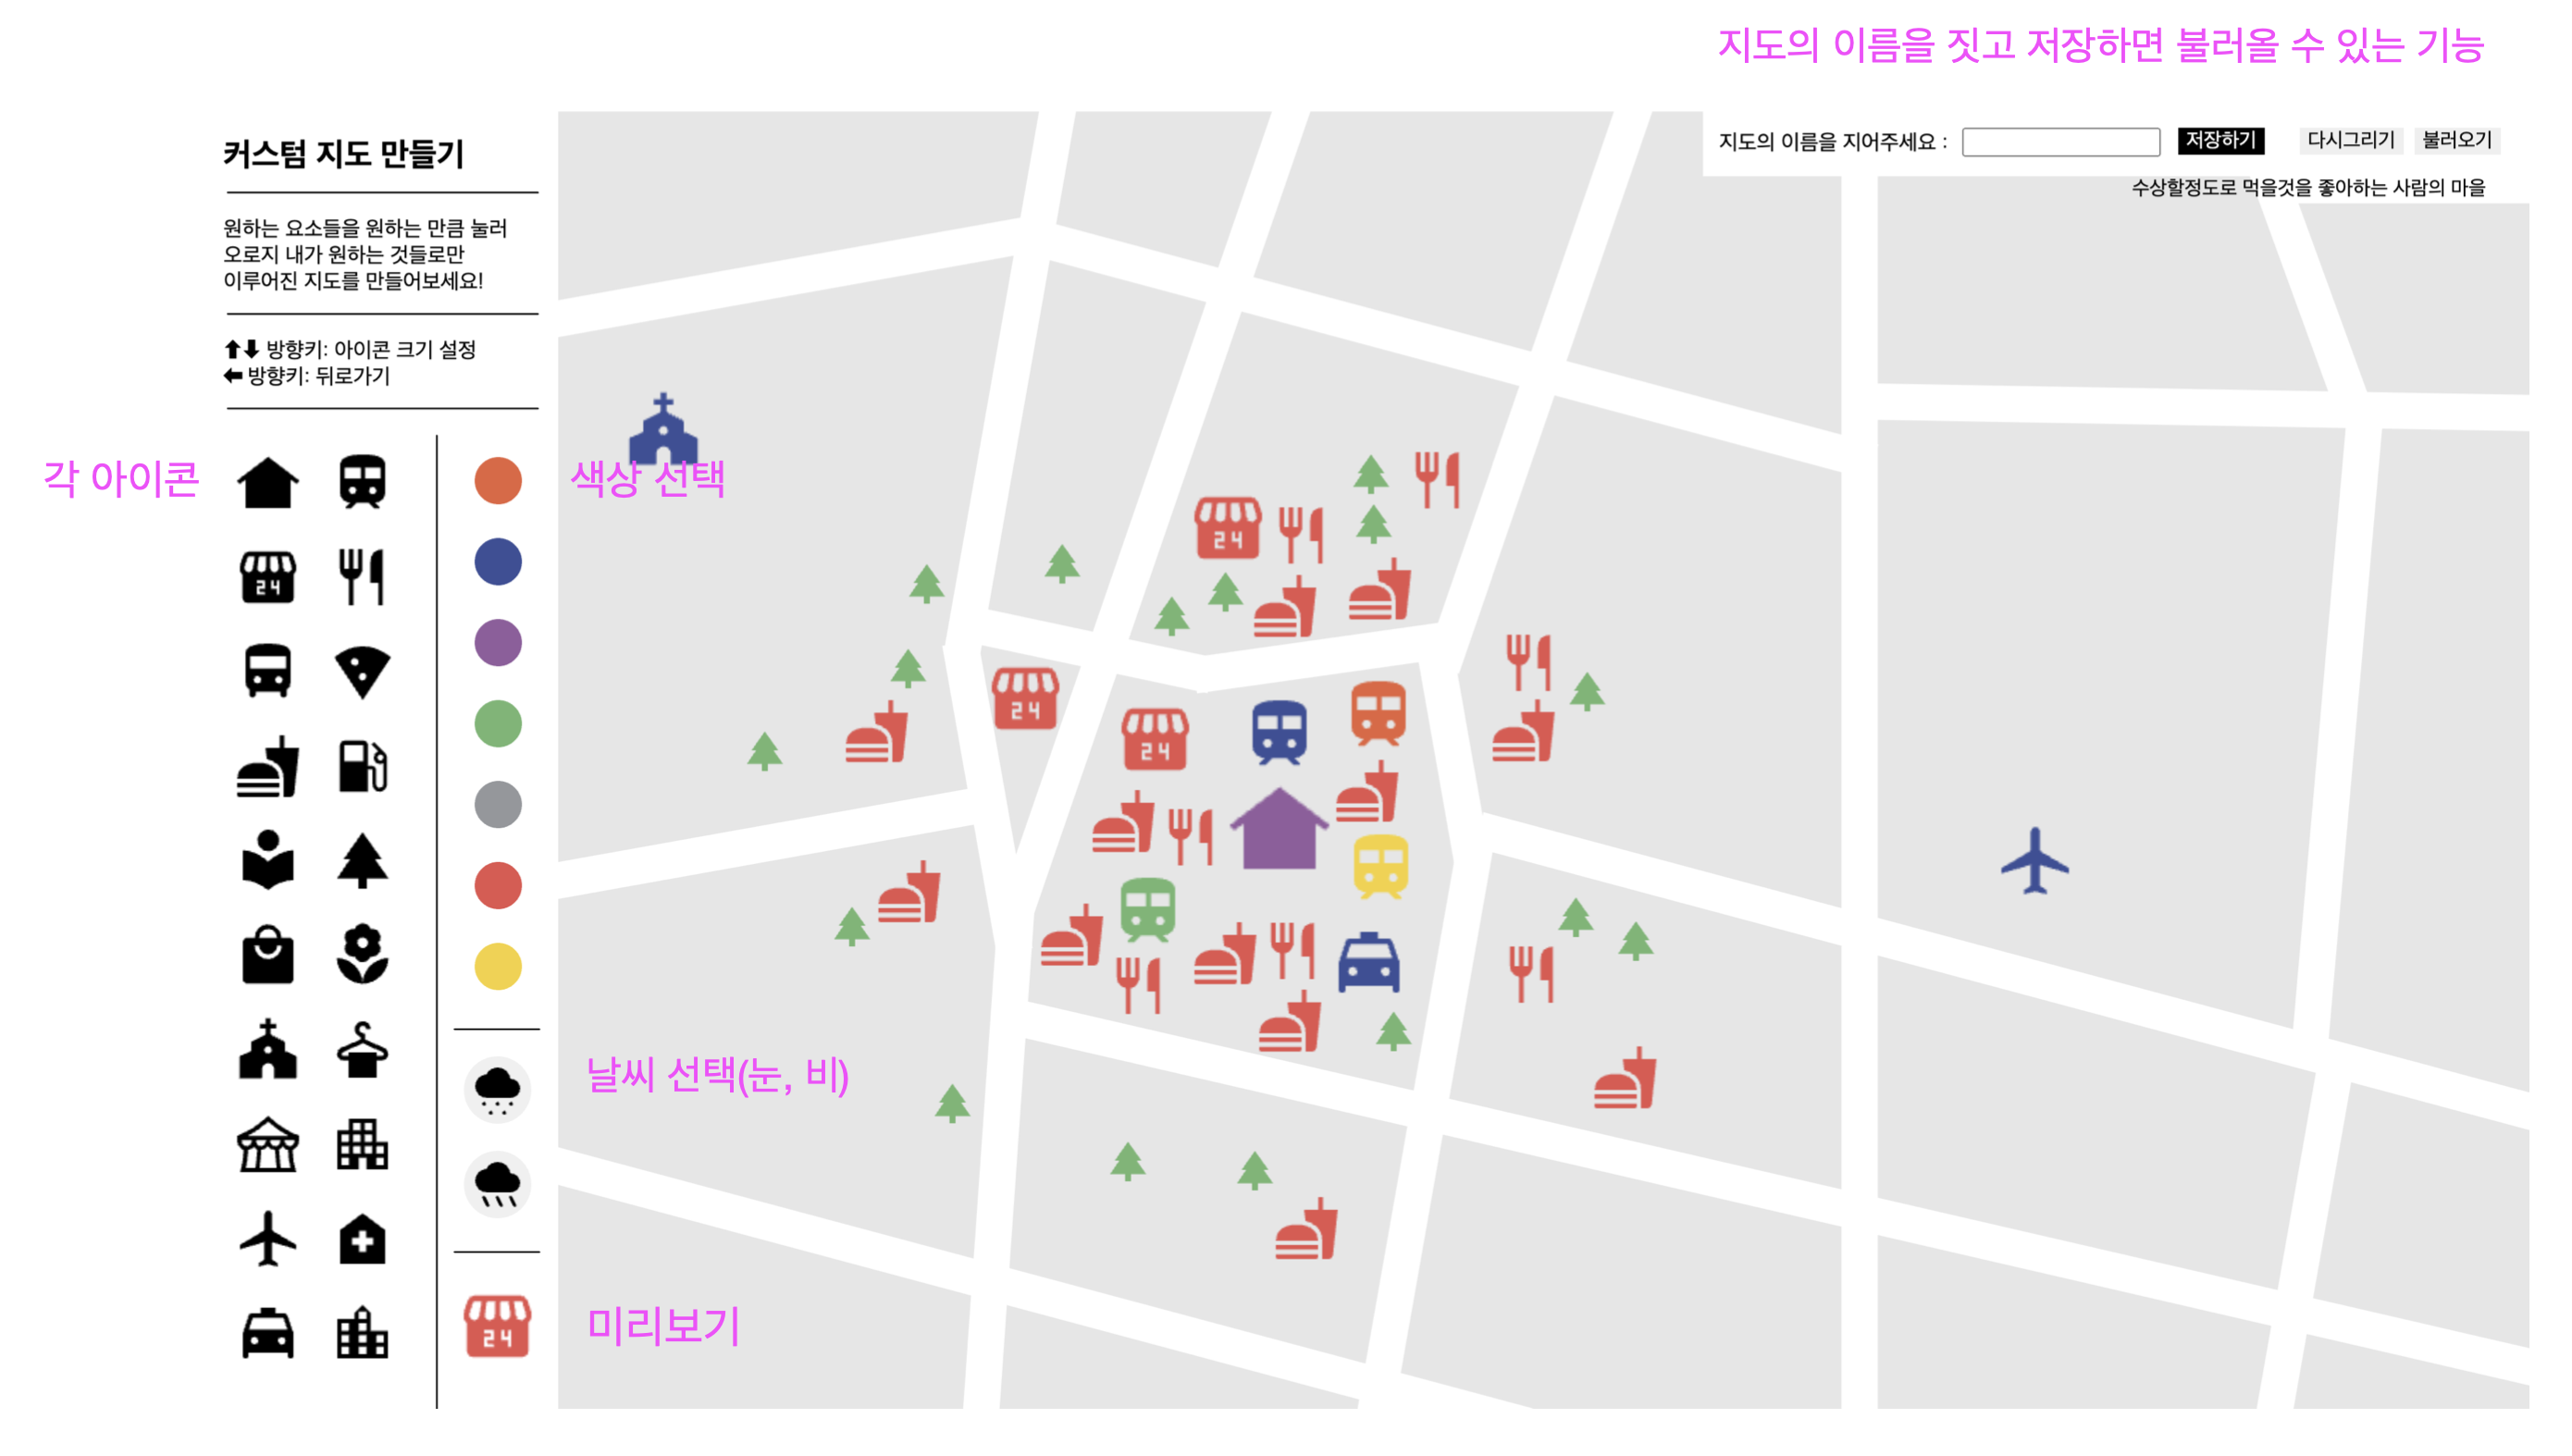 지도의 이름을 짓고 저장하면 불러올 수 있는 기능
커스텀 지도 만들기
지도의 이름을 지어주세요 :
저장하기
다시그리기
불러오기
수상할정도로 먹을것을 좋아하는 사람의 마을
원하는 요소들을 원하는 만큼 눌러
오로지 내가 원하는 것들로만
이루어진 지도를 만들어보세요!
⬆⬇ 방향키: 아이콘 크기 설정
⬅ 방향키: 뒤로가기
각 아이콘
색상 선택
24
24
24
24
날씨 선택(눈, 비)
24
미리보기